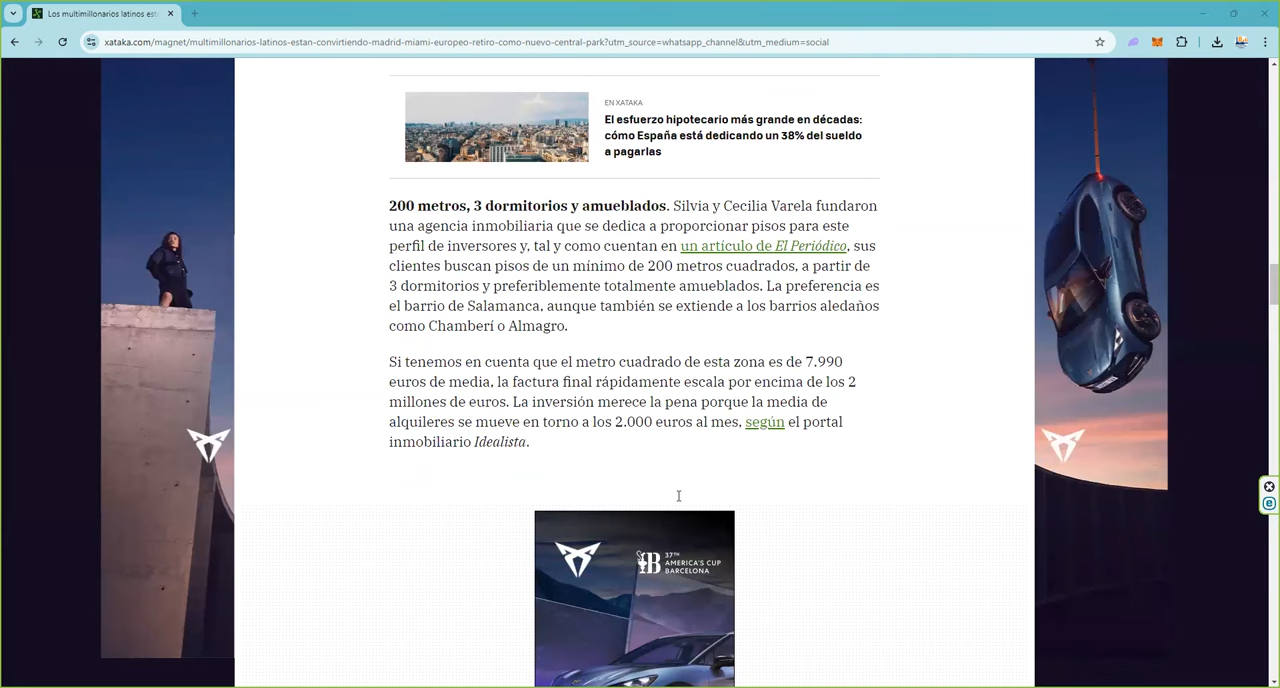 Los multimillonarios latinos est
xataka.com/magnet/multimillonarios-latinos-estan-convirtiendo-madrid-miami-europeo-retiro-como-nuevo-central-park?utm_source=whatsapp_channel&utm_medium=social
EN XATAKA
El esfuerzo hipotecario más grande en décadas:
cómo España está dedicando un 38% del sueldo
a pagarlas
200 metros, 3 dormitorios y amueblados. Silvia y Cecilia Varela fundaron
una agencia inmobiliaria que se dedica a proporcionar pisos para este
perfil de inversores y, tal y como cuentan en un artículo de El Periódico, sus
clientes buscan pisos de un mínimo de 200 metros cuadrados, a partir de
3 dormitorios y preferiblemente totalmente amueblados. La preferencia es
el barrio de Salamanca, aunque también se extiende a los barrios aledaños
como Chamberí o Almagro.
Si tenemos en cuenta que el metro cuadrado de esta zona es de 7.990
euros de media, la factura final rápidamente escala por encima de los 2
millones de euros. La inversión merece la pena porque la media de
alquileres se mueve en torno a los 2.000 euros al mes, según el portal
inmobiliario Idealista.
37TH
AMERICA'S CUP
BARCELONA